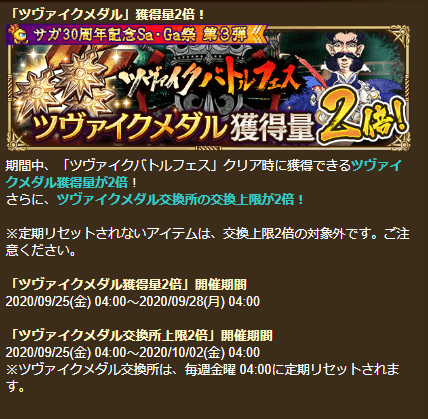 「ツヴァイクメダル」獲得量2倍！
サガ30周年記念Sa・Ga祭 第3弾
ツヴァイクバトルフェス
ツヴァイクメダル獲得量2倍!
期間中、「ツヴァイクバトルフェス」クリア時に獲得できるツヴァイ
クメダル獲得量が2倍！
さらに、ツヴァイクメダル交換所の交換上限が2倍！
※定期リセットされないアイテムは、交換上限2倍の対象外です。ご注
意ください。
「ツヴァイクメダル獲得量2倍」開催期間
2020/09/25(金) 04:00～2020/09/28(月) 04:00
「ツヴァイクメダル交換所上限2倍」開催期間
2020/09/25(金) 04:00～2020/10/02(金) 04:00
※ツヴァイクメダル交換所は、毎週金曜 04:00に定期リセットされま
す。